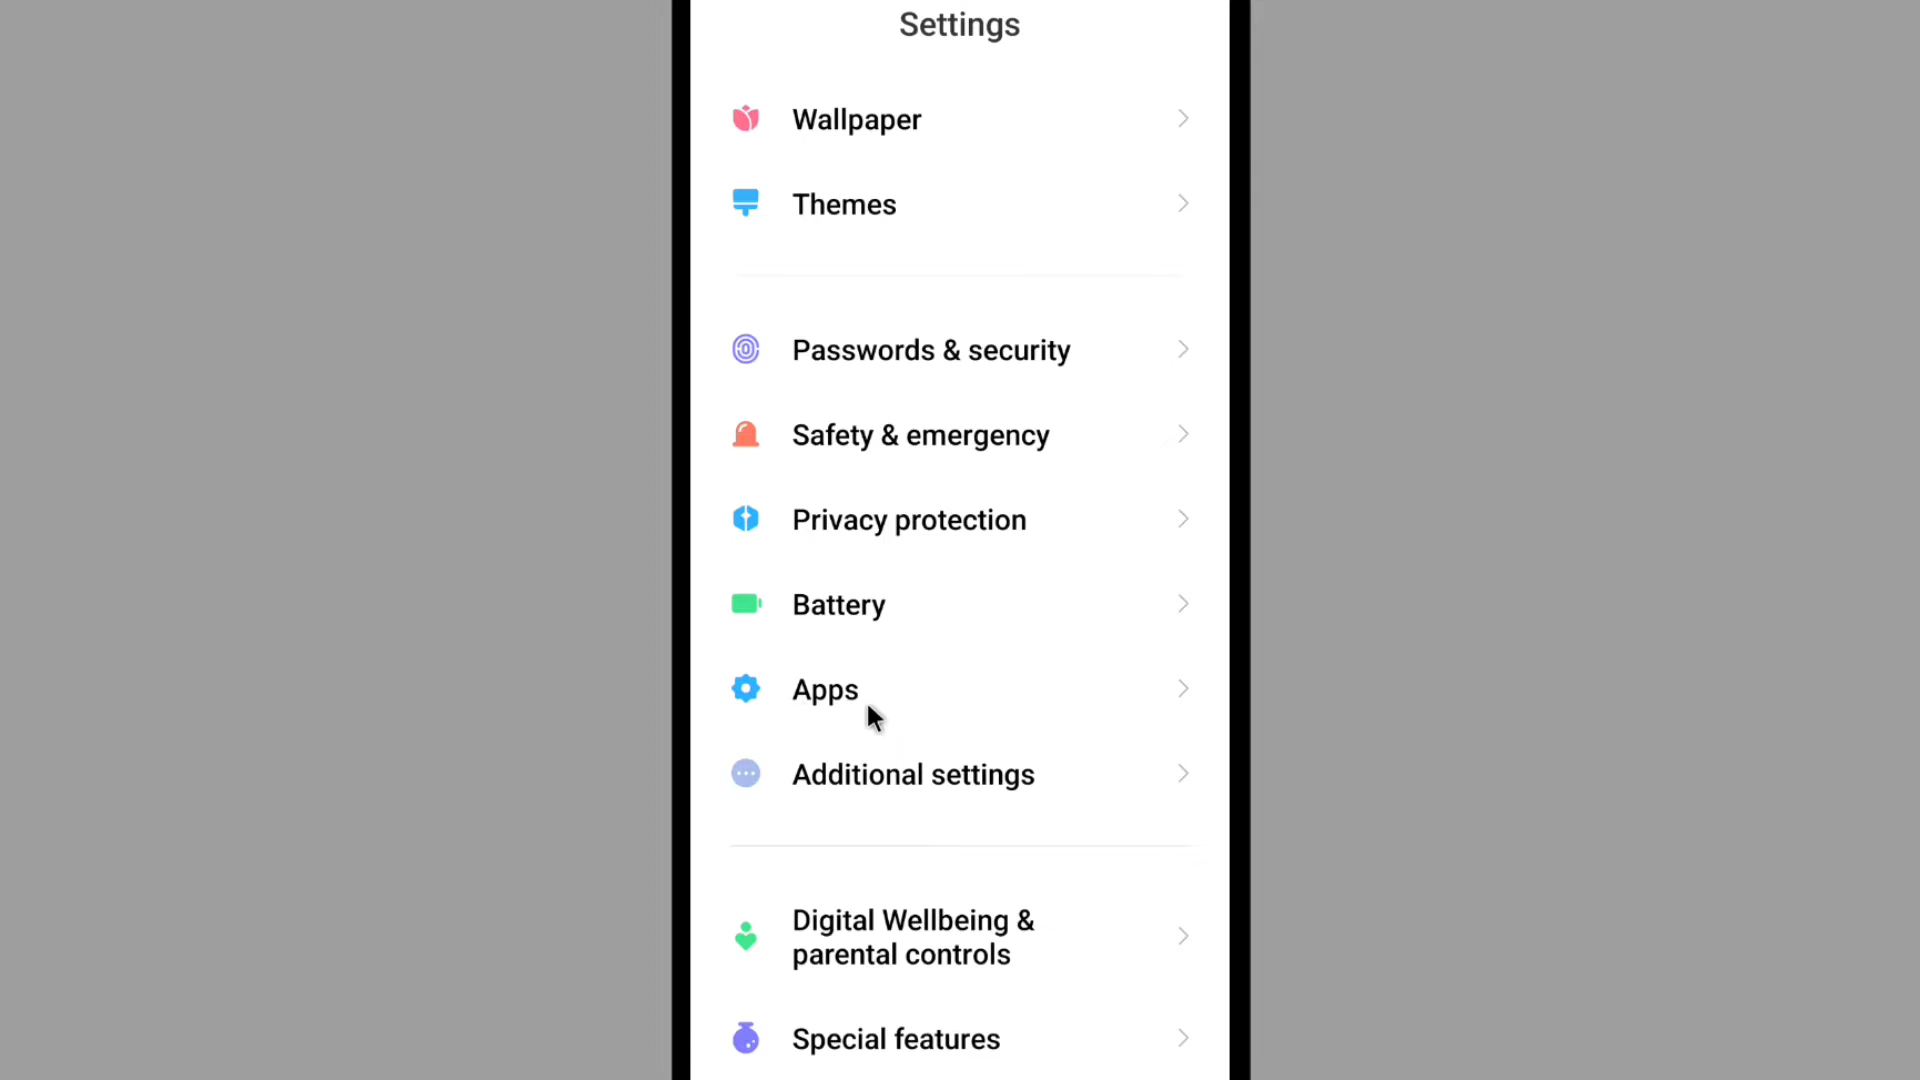 Settings
Wallpaper
Themes
Passwords & security
Safety & emergency
Privacy protection
Battery
Apps
Additional settings
Digital Wellbeing &
parental controls
Special features